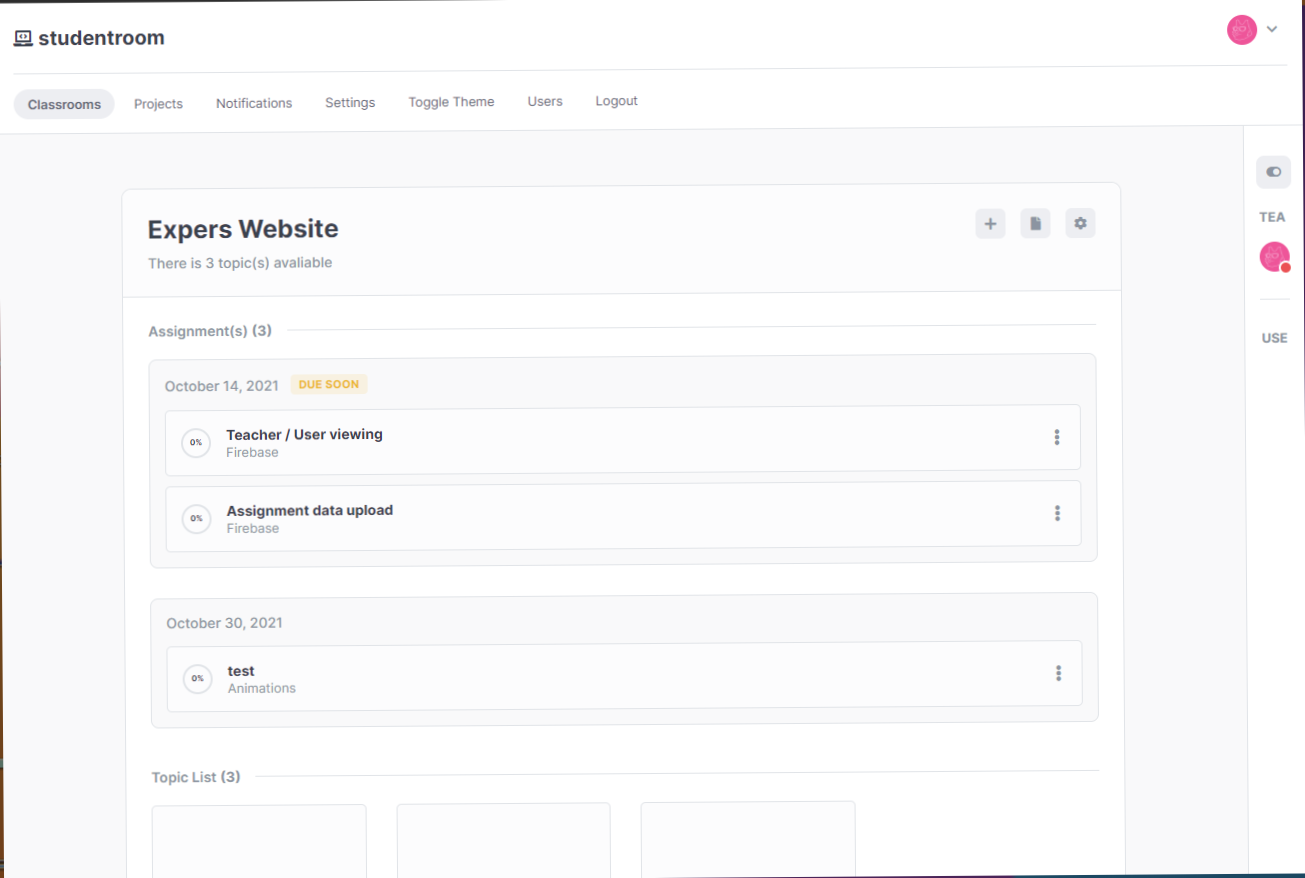 studentroom
Classrooms Projects Notifications Settings Toggle Theme Users Logout
Expers Website
There is 3 topic(s) avaliable
TEA
USE
Assignment(s) (3)
October 14, 2021 DUE SOON
0% Teacher / User viewing
Firebase
0% Assignment data upload
Firebase
October 30, 2021
0% test
Animations
Topic List (3)